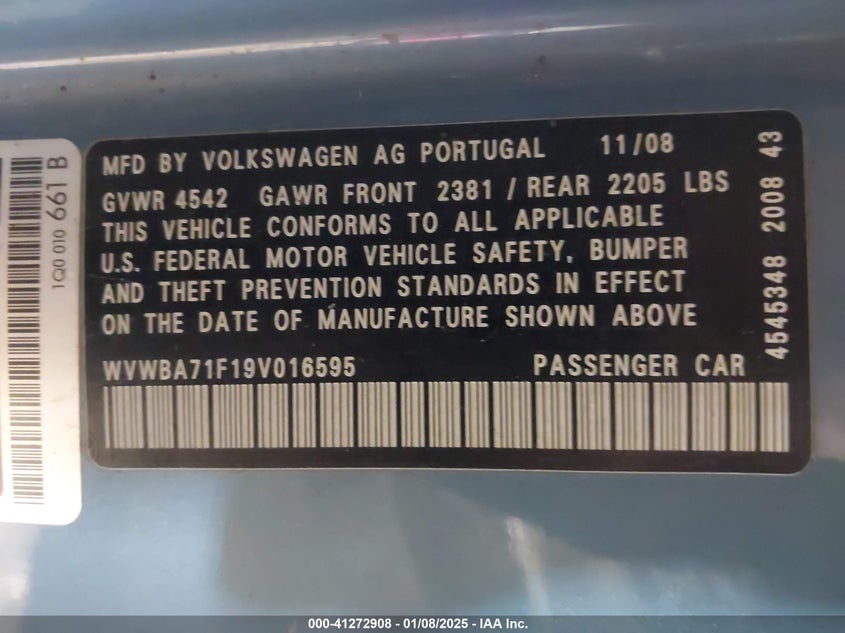 MFD BY VOLKSWAGEN AG PORTUGAL 11/08
GVWR 4542 GAWR FRONT 2381 / REAR 2205 LBS
THIS VEHICLE CONFORMS TO ALL APPLICABLE
U.S. FEDERAL MOTOR VEHICLE SAFETY, BUMPER
AND THEFT PREVENTION STANDARDS IN EFFECT
ON THE DATE OF MANUFACTURE SHOWN ABOVE
WVWBA71F19V016595 PASSENGER CAR
4545348 2008 43
1Q0 010 661 B
000-41272908 - 01/08/2025 - IAA Inc.